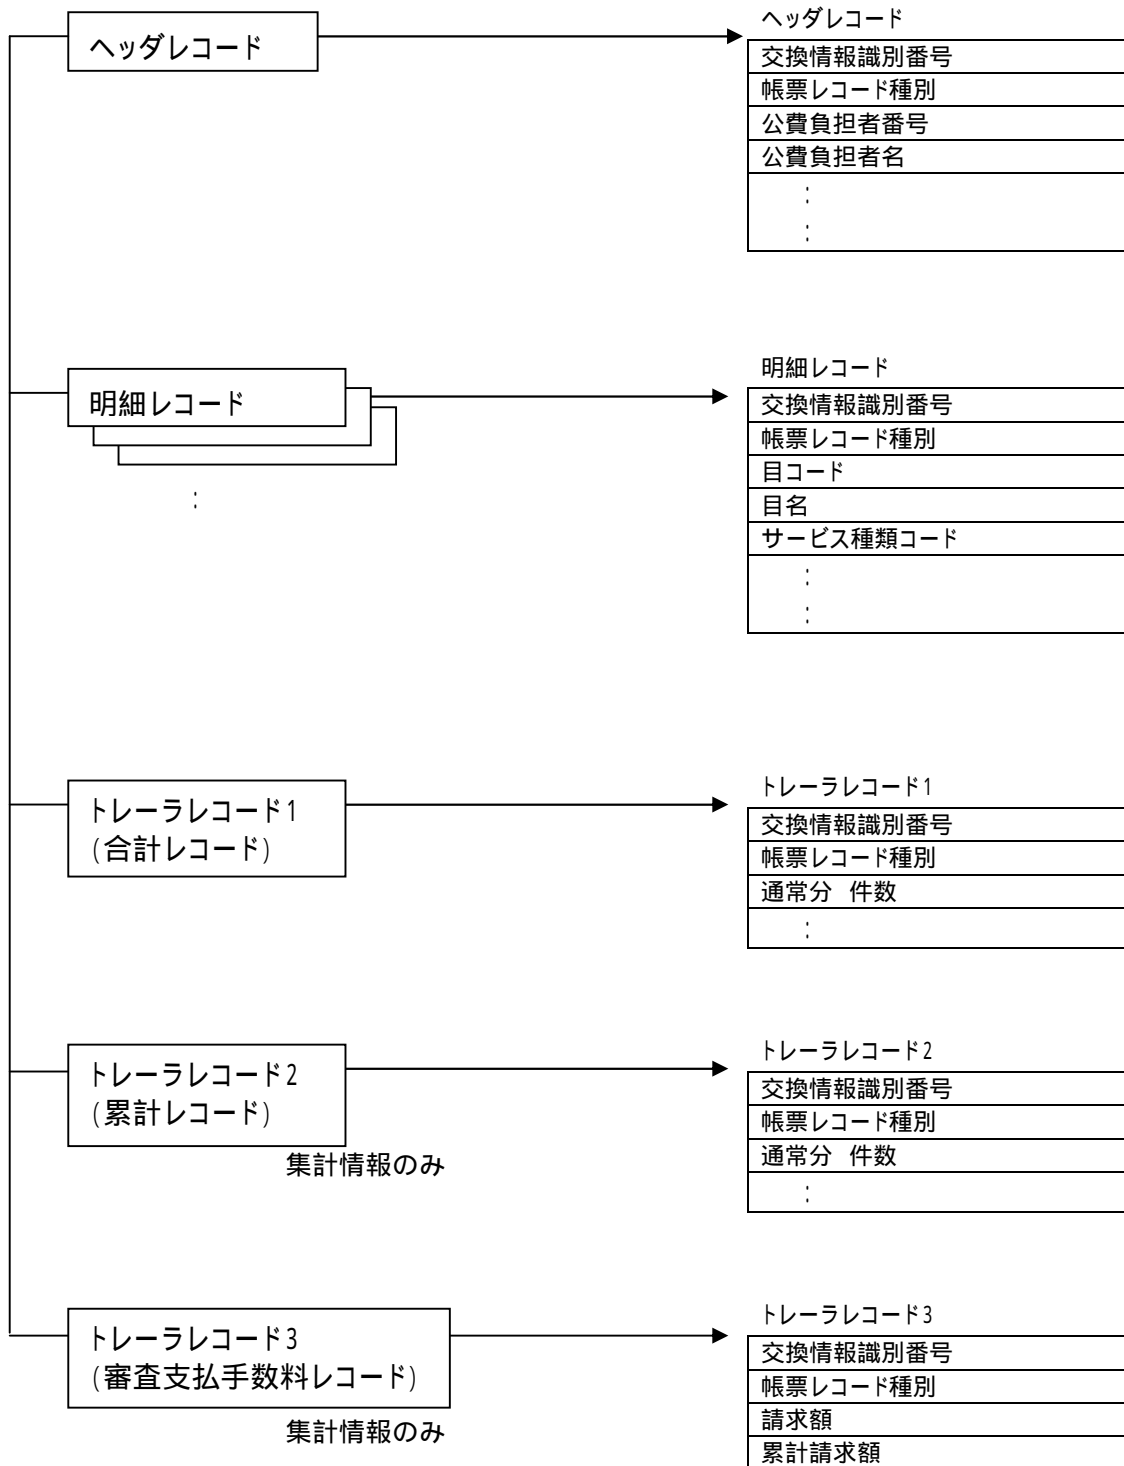 ヘッダレコード
ヘッダレコード
交換情報識別番号
帳票レコード種別
公費負担者番号
公費負担者名
:
:
明細レコード
:
明細レコード
交換情報識別番号
帳票レコード種別
目コード
目名
サービス種類コード
:
:
トレーラレコード1
(合計レコード)
トレーラレコード1
交換情報識別番号
帳票レコード種別
通常分 件数
:
トレーラレコード2
(累計レコード)
集計情報のみ
トレーラレコード2
交換情報識別番号
帳票レコード種別
通常分 件数
:
トレーラレコード3
(審査支払手数料レコード)
集計情報のみ
トレーラレコード3
交換情報識別番号
帳票レコード種別
請求額
累計請求額